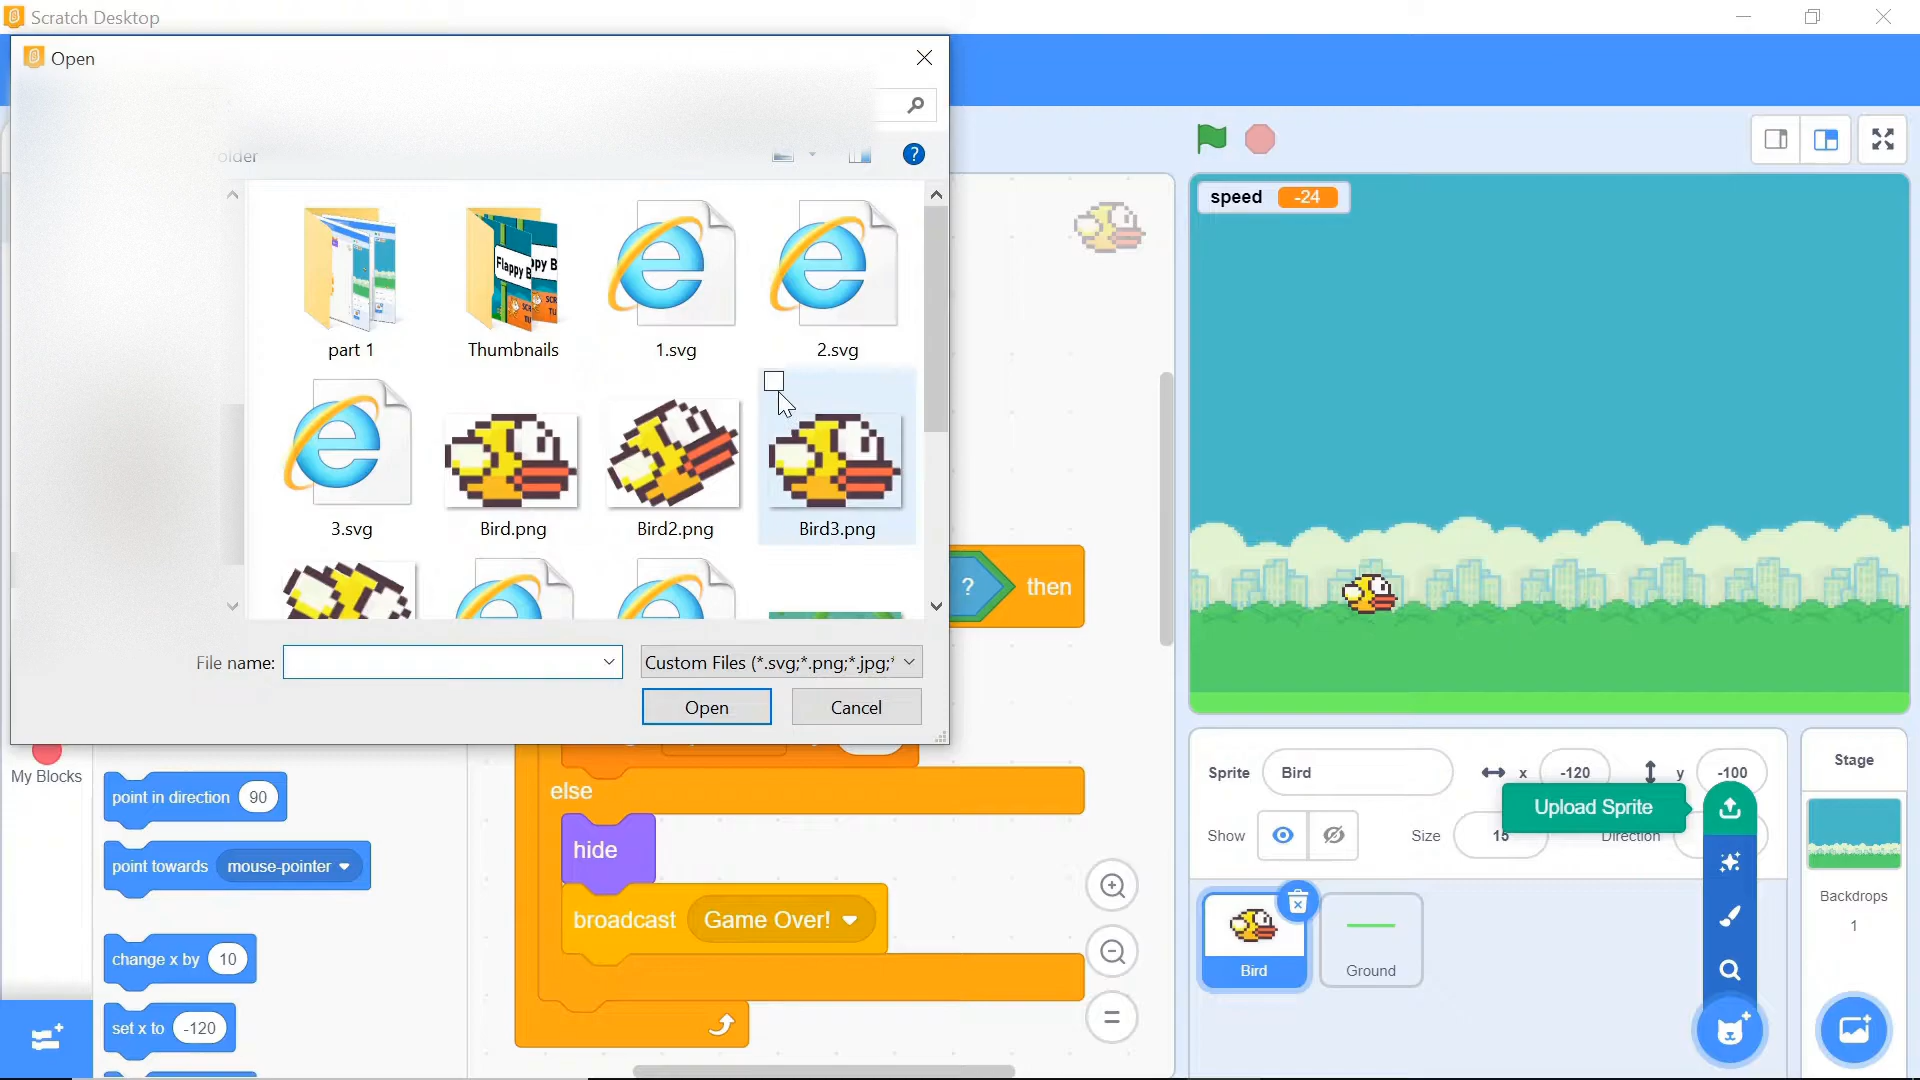 Scratch Desktop
Open
older
part 1
Thumbnails
1.svg
2.svg
3.svg
Bird.png
Bird2.png
Bird3.png
File name:
Custom Files (*.svg;*.png;*.jpg;*
Open
Cancel
speed -24
? then
My Blocks
point in direction 90
point towards mouse-pointer
change x by 10
set x to -120
else
hide
broadcast Game Over!
Sprite Bird
x -120
y -100
Upload Sprite
Show
Size 15
Direction
Bird
Ground
Stage
Backdrops
1